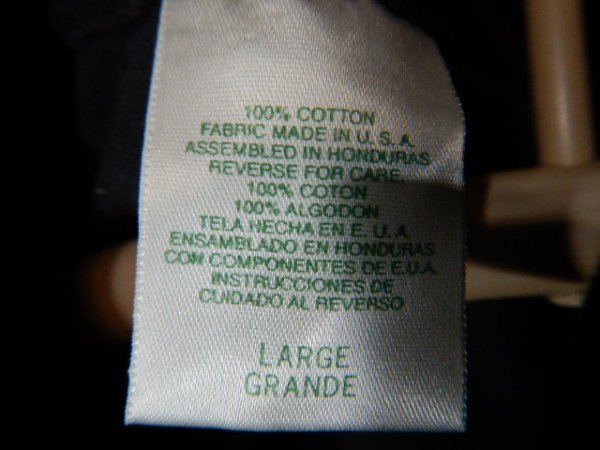 100% COTTON
FABRIC MADE IN U.S.A.
ASSEMBLED IN HONDURAS
REVERSE FOR CARE
100% COTON
100% ALGODON
TELA HECHA EN E.U.A.
ENSAMBLADO EN HONDURAS
CON COMPONENTES DE E.U.A.
INSTRUCCIONES DE
CUIDADO AL REVERSO
LARGE
GRANDE